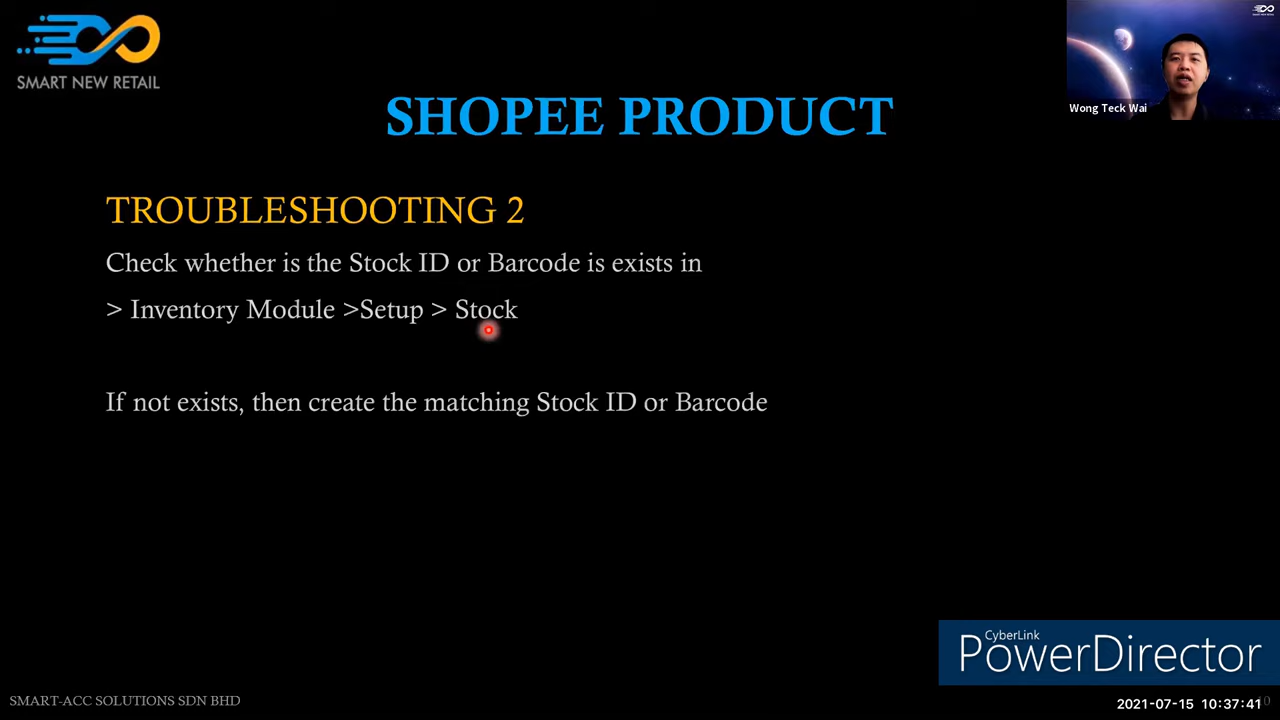 SMART NEW RETAIL
Wong Teck Wai
SHOPEE PRODUCT
TROUBLESHOOTING 2
Check whether is the Stock ID or Barcode is exists in
> Inventory Module >Setup > Stock
If not exists, then create the matching Stock ID or Barcode
CyberLink
PowerDirector
SMART-ACC SOLUTIONS SDN BHD
2021-07-15 10:37:41
10